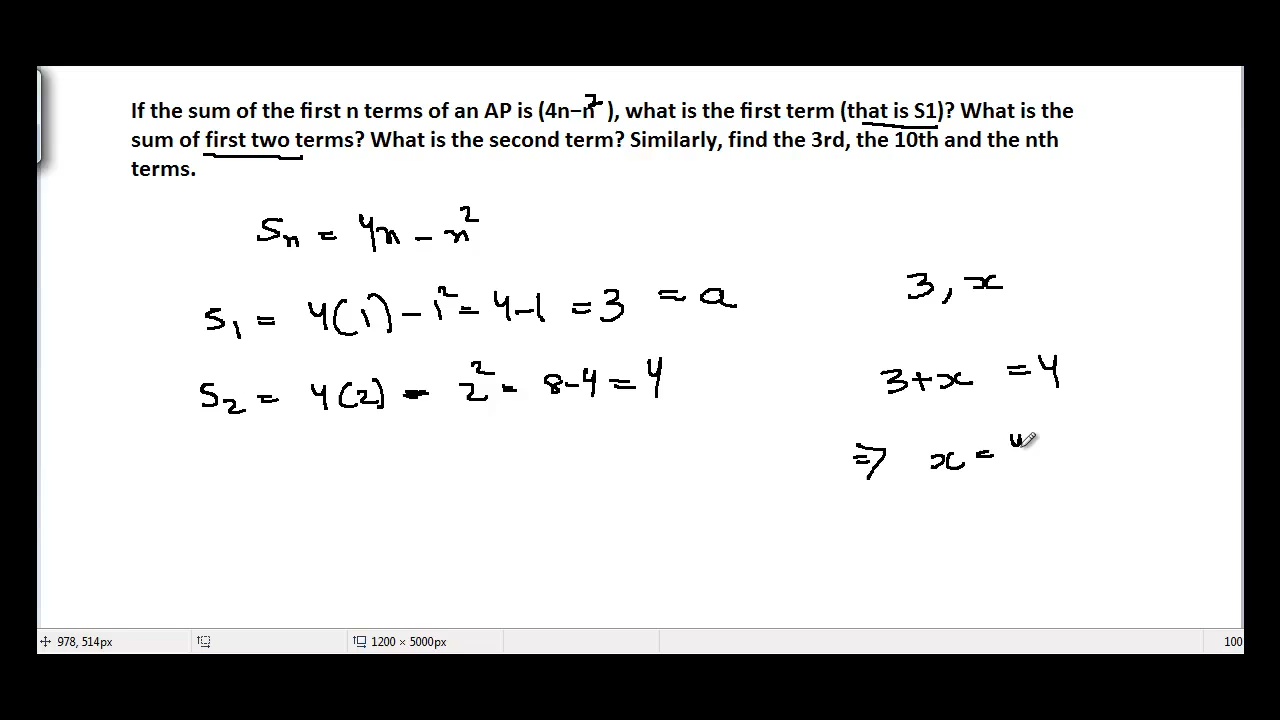 If the sum of the first n terms of an AP is (4n−n²), what is the first term (that is S1)? What is the
sum of first two terms? What is the second term? Similarly, find the 3rd, the 10th and the nth
terms.
Sn = 4n − n²
S1 = 4(1) − 1² = 4 − 1 = 3 = a
3, x
S2 = 4(2) − 2² = 8 − 4 = 4
3 + x = 4
⇒ x =
978, 514px
1200 × 5000px
100